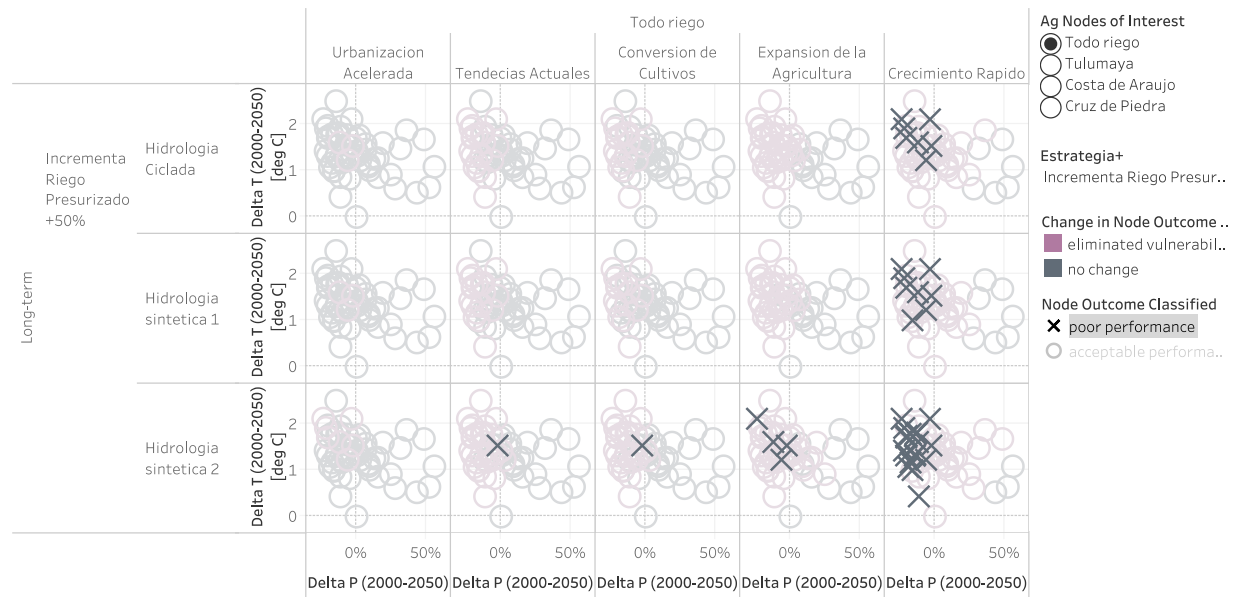 Todo riego
Urbanizacion
Acelerada
Tendecias Actuales
Conversion de
Cultivos
Expansion de la
Agricultura
Crecimiento Rapido
Long-term
Incrementa
Riego
Presurizado
+50%
Hidrologia
Ciclada
Delta T (2000-2050)
[deg C]
2
1
0
Hidrologia
sintetica 1
Delta T (2000-2050)
[deg C]
2
1
0
Hidrologia
sintetica 2
Delta T (2000-2050)
[deg C]
2
1
0
0% 50% 0% 50% 0% 50% 0% 50% 0% 50%
Delta P (2000-2050) Delta P (2000-2050) Delta P (2000-2050) Delta P (2000-2050) Delta P (2000-2050)
Ag Nodes of Interest
Todo riego
Tulumaya
Costa de Araujo
Cruz de Piedra
Estrategia+
Incrementa Riego Presur..
Change in Node Outcome ..
eliminated vulnerabil..
no change
Node Outcome Classified
poor performance
acceptable performa..